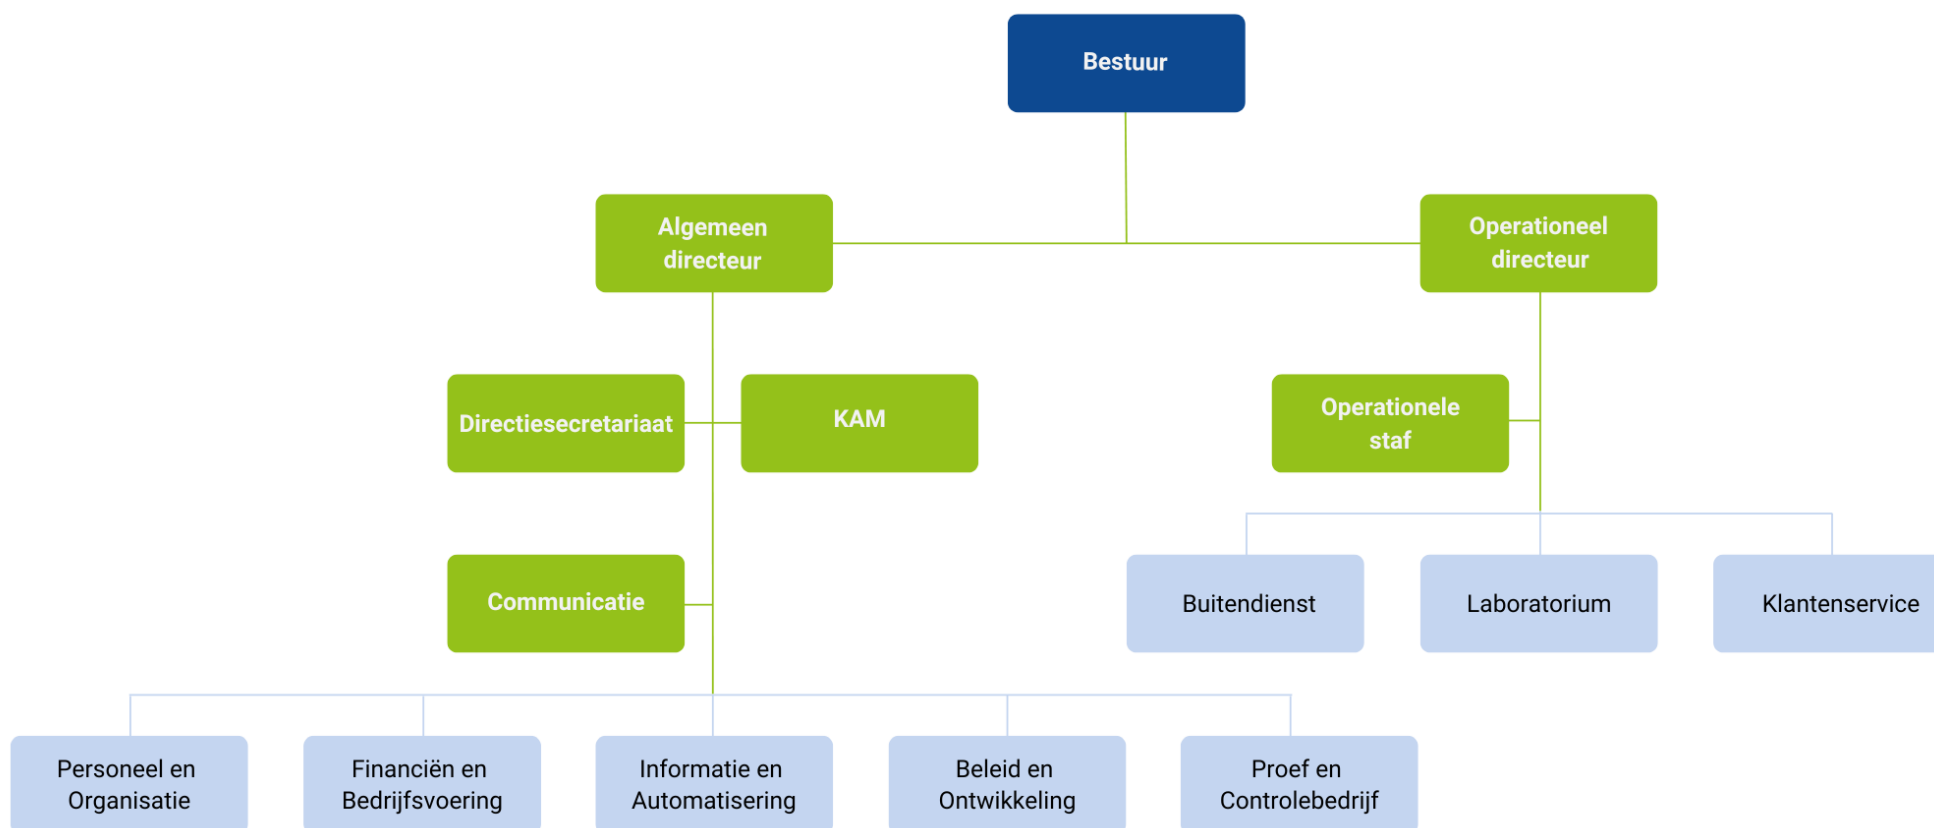 Bestuur
Algemeen
directeur
Operationeel
directeur
Directiesecretariaat
KAM
Operationele
staf
Communicatie
Buitendienst
Laboratorium
Klantenservice
Personeel en
Organisatie
Financiën en
Bedrijfsvoering
Informatie en
Automatisering
Beleid en
Ontwikkeling
Proef en
Controlebedrijf